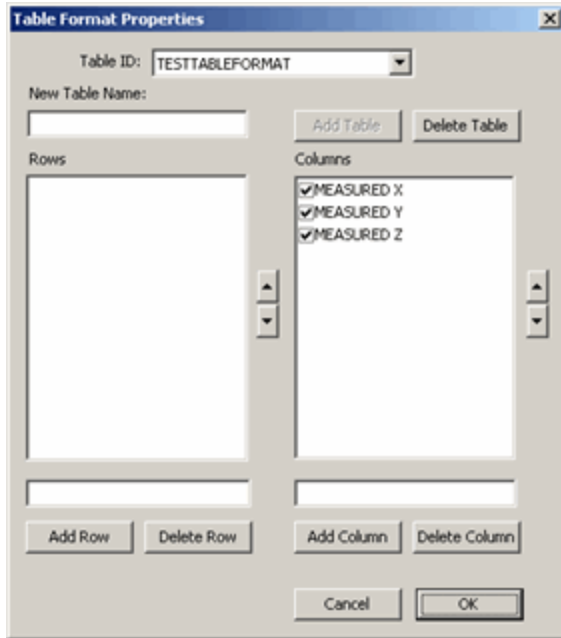 Table Format Properties
Table ID: TESTTABLEFORMAT
New Table Name:
Add Table Delete Table
Rows Columns
MEASURED X
MEASURED Y
MEASURED Z
Add Row Delete Row Add Column Delete Column
Cancel OK